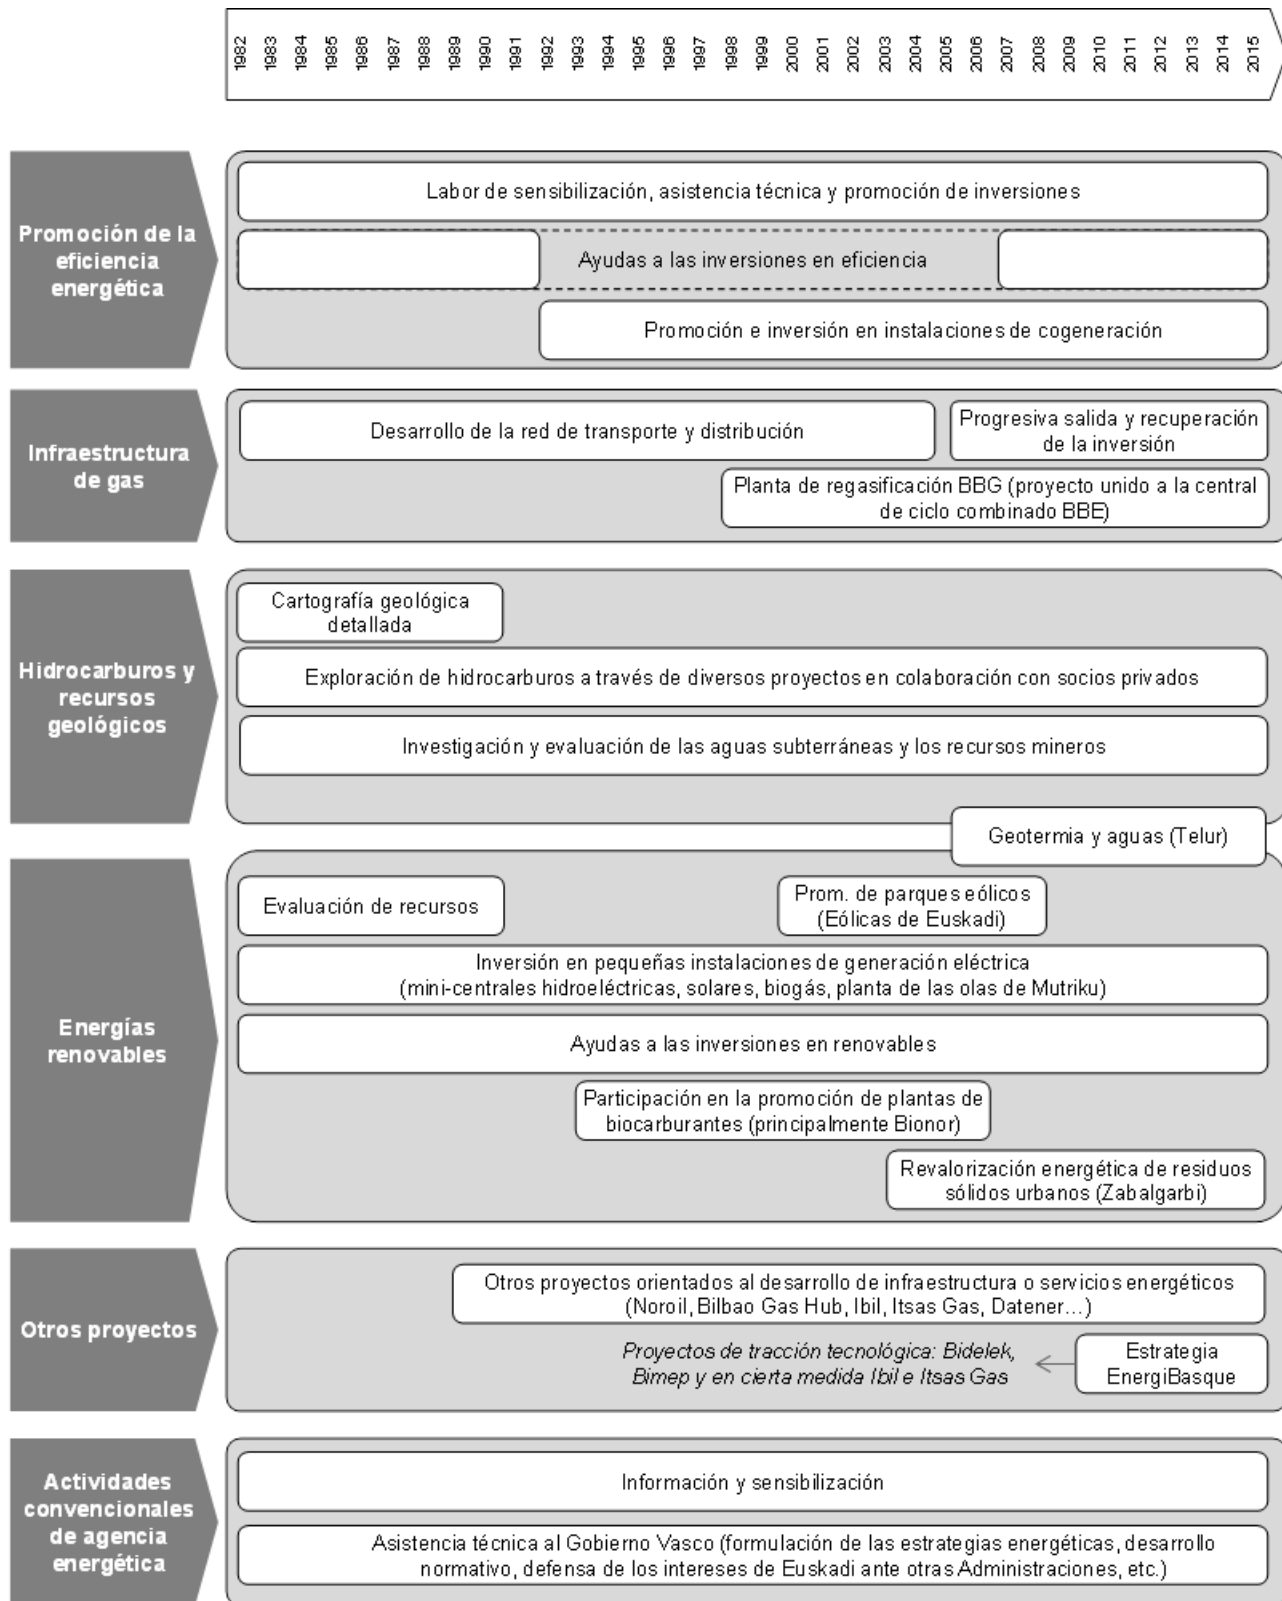 1982
1983
1984
1985
1986
1987
1988
1989
1990
1991
1992
1993
1994
1995
1996
1997
1998
1999
2000
2001
2002
2003
2004
2005
2006
2007
2008
2009
2010
2011
2012
2013
2014
2015
Promoción de la
eficiencia
energética
Labor de sensibilización, asistencia técnica y promoción de inversiones
Ayudas a las inversiones en eficiencia
Promoción e inversión en instalaciones de cogeneración
Infraestructura
de gas
Desarrollo de la red de transporte y distribución
Progresiva salida y recuperación
de la inversión
Planta de regasificación BBG (proyecto unido a la central
de ciclo combinado BBE)
Hidrocarburos y
recursos
geológicos
Cartografía geológica
detallada
Exploración de hidrocarburos a través de diversos proyectos en colaboración con socios privados
Investigación y evaluación de las aguas subterráneas y los recursos mineros
Geotermia y aguas (Telur)
Energías
renovables
Evaluación de recursos
Prom. de parques eólicos
(Eólicas de Euskadi)
Inversión en pequeñas instalaciones de generación eléctrica
(mini-centrales hidroeléctricas, solares, biogás, planta de las olas de Mutriku)
Ayudas a las inversiones en renovables
Participación en la promoción de plantas de
biocarburantes (principalmente Bionor)
Revalorización energética de residuos
sólidos urbanos (Zabalgarbi)
Otros proyectos
Otros proyectos orientados al desarrollo de infraestructura o servicios energéticos
(Noroil, Bilbao Gas Hub, Ibil, Itsas Gas, Datener...)
Proyectos de tracción tecnológica: Bidelek,
Bimep y en cierta medida Ibil e Itsas Gas
Estrategia
EnergiBasque
Actividades
convencionales
de agencia
energética
Información y sensibilización
Asistencia técnica al Gobierno Vasco (formulación de las estrategias energéticas, desarrollo
normativo, defensa de los intereses de Euskadi ante otras Administraciones, etc.)